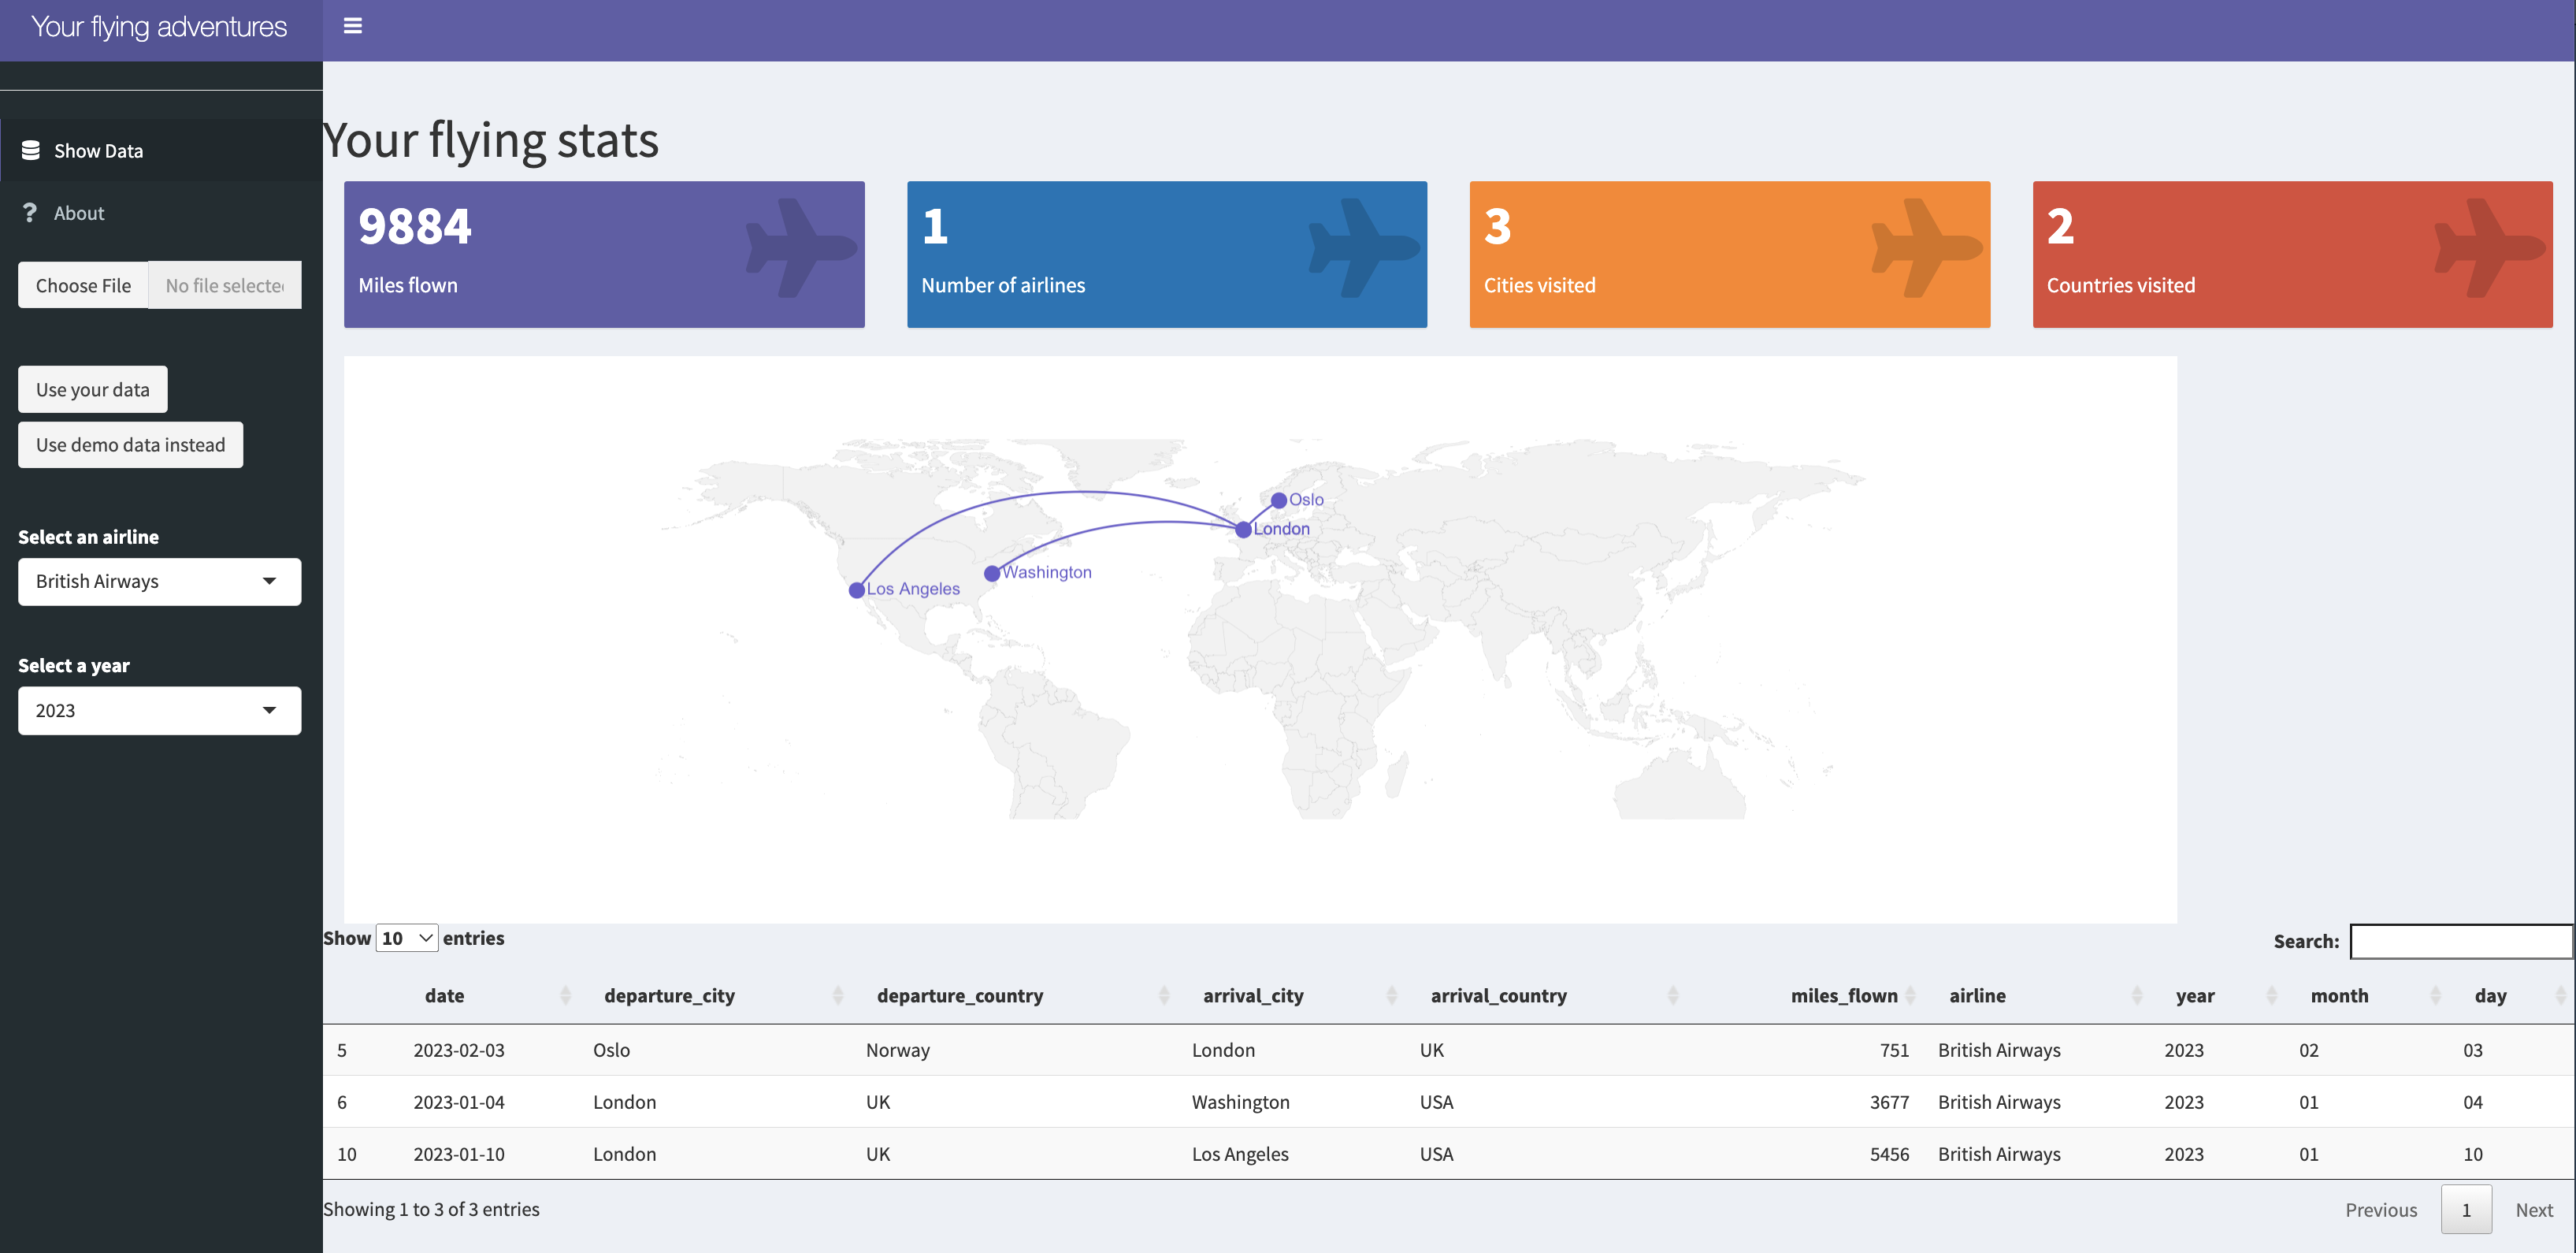 Your flying adventures
Show Data
About
Choose File No file selecte
Use your data
Use demo data instead
Select an airline
British Airways
Select a year
2023
Your flying stats
9884
Miles flown
1
Number of airlines
3
Cities visited
2
Countries visited
Oslo
London
Washington
Los Angeles
Show 10 entries
Search:
date departure_city departure_country arrival_city arrival_country miles_flown airline year month day
5 2023-02-03 Oslo Norway London UK 751 British Airways 2023 02 03
6 2023-01-04 London UK Washington USA 3677 British Airways 2023 01 04
10 2023-01-10 London UK Los Angeles USA 5456 British Airways 2023 01 10
Showing 1 to 3 of 3 entries
Previous 1 Next